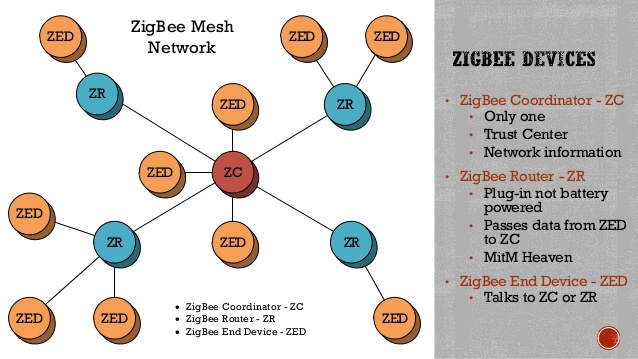 ZigBee Mesh
Network
ZED
ZED
ZED
ZR
ZED
ZR
ZED
ZC
ZED
ZR
ZED
ZR
ZED
ZED
ZED
• ZigBee Coordinator - ZC
• ZigBee Router - ZR
• ZigBee End Device - ZED
ZIGBEE DEVICES
• ZigBee Coordinator - ZC
• Only one
• Trust Center
• Network information
• ZigBee Router - ZR
• Plug-in not battery
powered
• Passes data from ZED
to ZC
• MitM Heaven
• ZigBee End Device - ZED
• Talks to ZC or ZR